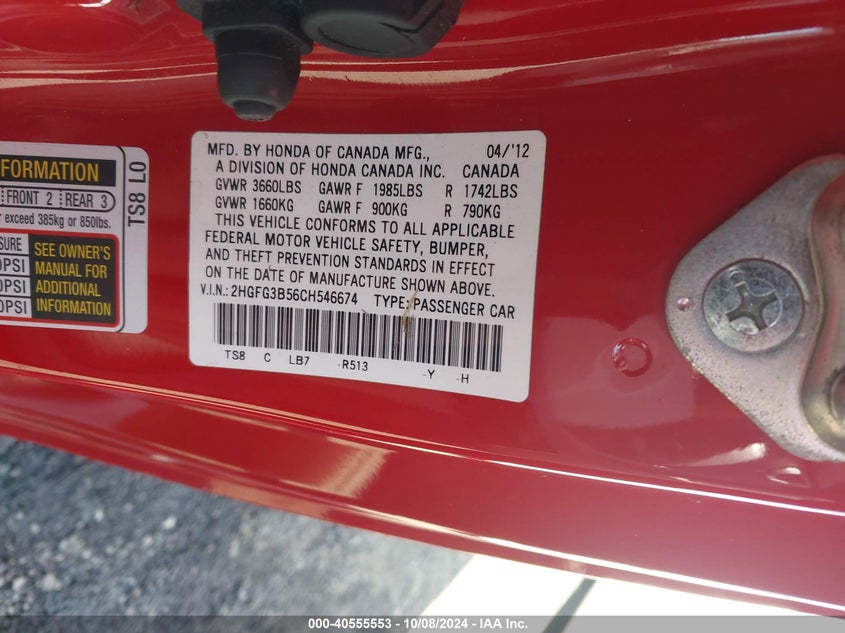 FORMATION
FRONT 2 REAR 3
exceed 385kg or 850lbs.
SEE OWNER'S
MANUAL FOR
ADDITIONAL
INFORMATION
TS8 L0
MFD. BY HONDA OF CANADA MFG., 04/'12
A DIVISION OF HONDA CANADA INC. CANADA
GVWR 3660LBS GAWR F 1985LBS R 1742LBS
GVWR 1660KG GAWR F 900KG R 790KG
THIS VEHICLE CONFORMS TO ALL APPLICABLE
FEDERAL MOTOR VEHICLE SAFETY, BUMPER,
AND THEFT PREVENTION STANDARDS IN EFFECT
ON THE DATE OF MANUFACTURE SHOWN ABOVE.
V.I.N.: 2HGFG3B56CH546674 TYPE: PASSENGER CAR
TS8 C LB7 -R513 -Y -H
000-40555553 - 10/08/2024 - IAA Inc.